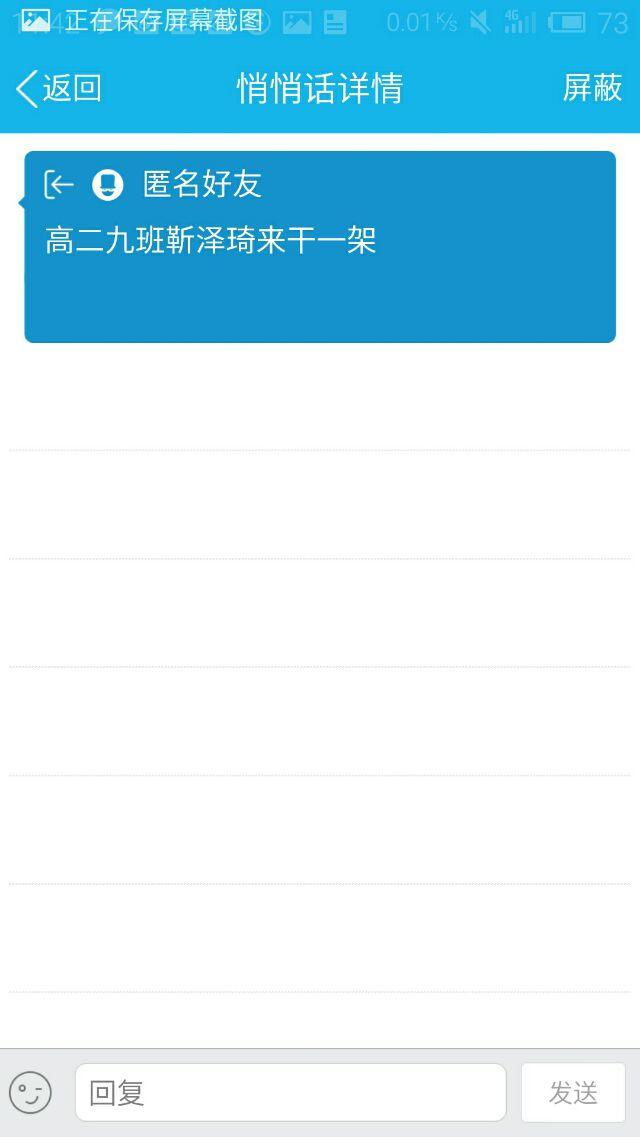 正在保存屏幕截图
0.01 K/s 4G 73
返回 悄悄话详情 屏蔽
匿名好友
高二九班靳泽琦来干一架
回复 发送